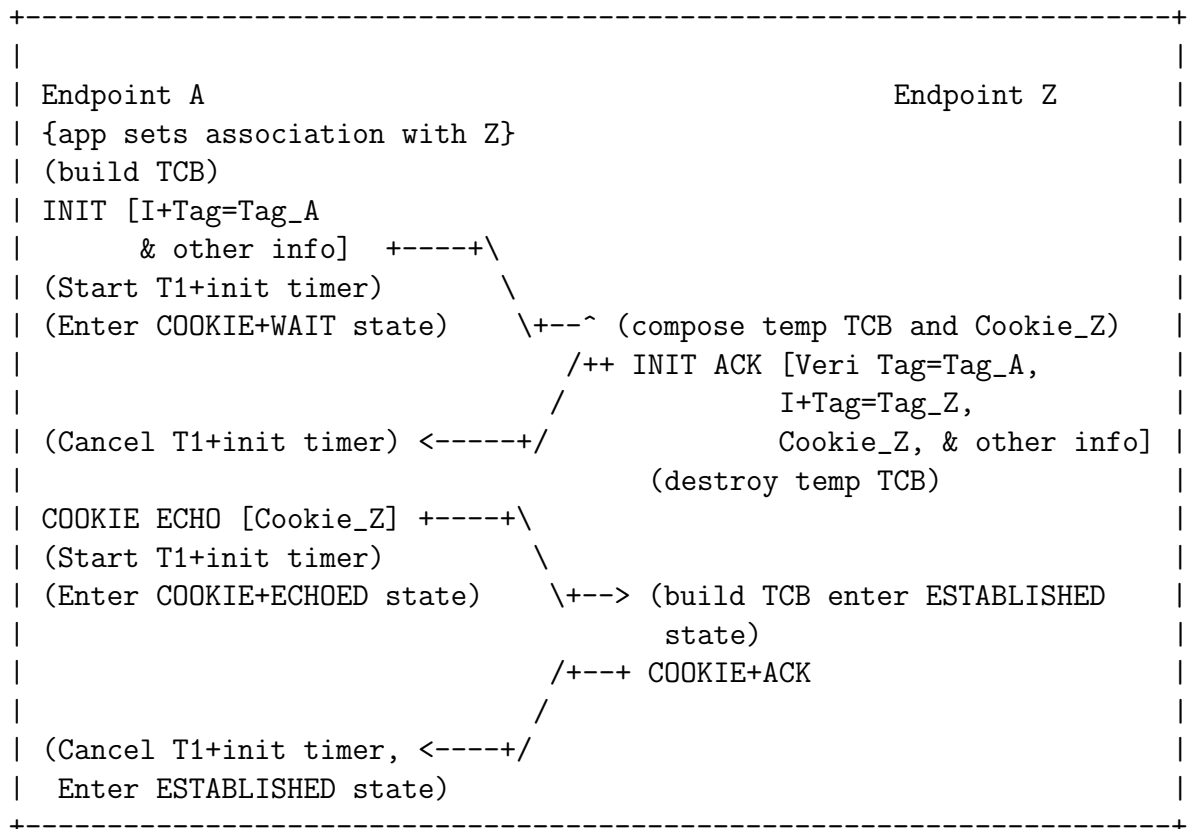 +-----------------------------------------------------------------------+
|                                                                       |
| Endpoint A                                          Endpoint Z        |
| {app sets association with Z}                                         |
| (build TCB)                                                           |
| INIT [I+Tag=Tag_A                                                     |
|       & other info]  +----+\                                          |
| (Start T1+init timer)       \                                         |
| (Enter COOKIE+WAIT state)    \+--^ (compose temp TCB and Cookie_Z)    |
|                                 /++ INIT ACK [Veri Tag=Tag_A,         |
|                                /             I+Tag=Tag_Z,             |
| (Cancel T1+init timer) <-----+/              Cookie_Z, & other info]  |
|                                      (destroy temp TCB)               |
| COOKIE ECHO [Cookie_Z] +----+\                                        |
| (Start T1+init timer)         \                                       |
| (Enter COOKIE+ECHOED state)    \+--> (build TCB enter ESTABLISHED     |
|                                       state)                          |
|                                /+--+ COOKIE+ACK                       |
|                               /                                       |
| (Cancel T1+init timer, <----+/                                        |
|  Enter ESTABLISHED state)                                             |
+-----------------------------------------------------------------------+